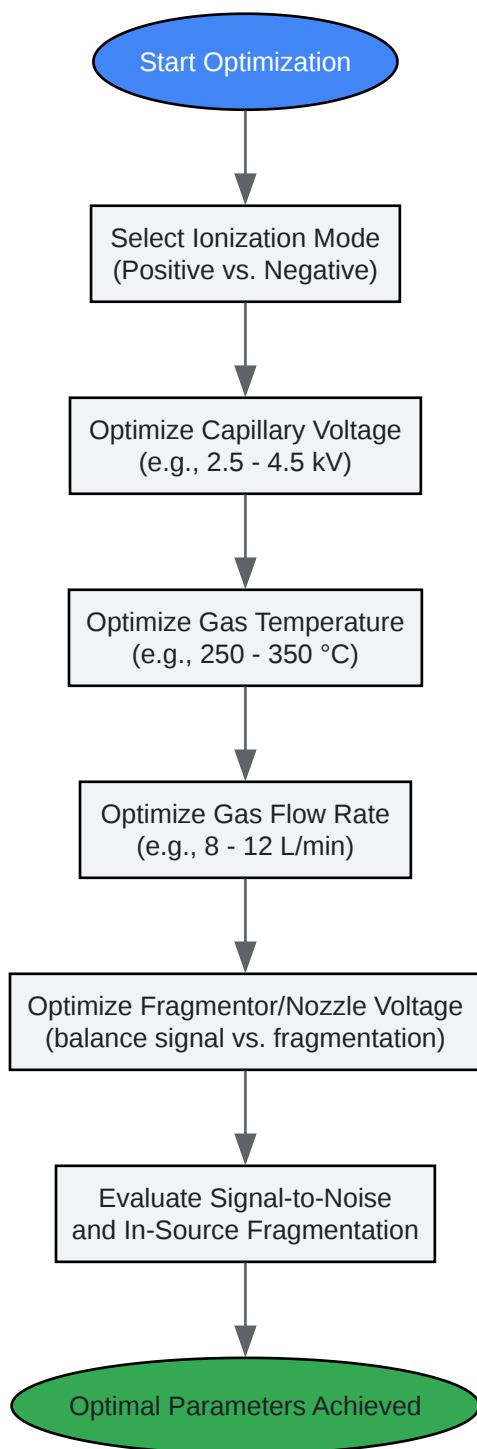 Start Optimization
Select Ionization Mode
(Positive vs. Negative)
Optimize Capillary Voltage
(e.g., 2.5 - 4.5 kV)
Optimize Gas Temperature
(e.g., 250 - 350 °C)
Optimize Gas Flow Rate
(e.g., 8 - 12 L/min)
Optimize Fragmentor/Nozzle Voltage
(balance signal vs. fragmentation)
Evaluate Signal-to-Noise
and In-Source Fragmentation
Optimal Parameters Achieved